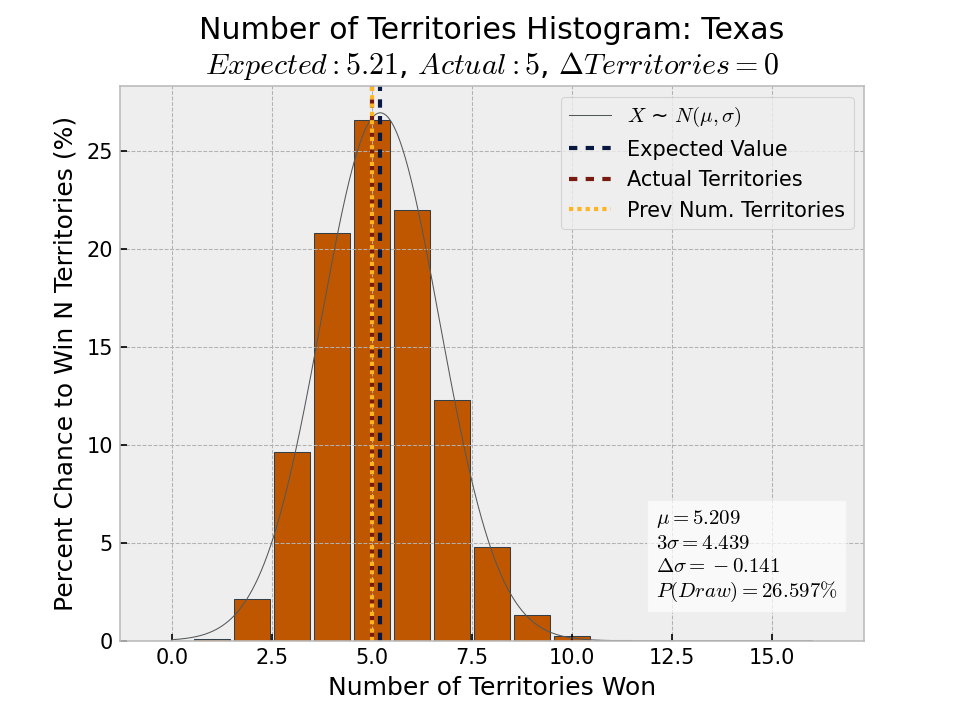 Number of Territories Histogram: Texas
Expected : 5.21, Actual : 5, ΔTerritories = 0
Percent Chance to Win N Territories (%)
25
20
15
10
5
0
X ~ N(μ, σ)
Expected Value
Actual Territories
Prev Num. Territories
μ = 5.209
3σ = 4.439
Δσ = − 0.141
P(Draw) = 26.597%
0.0 2.5 5.0 7.5 10.0 12.5 15.0
Number of Territories Won